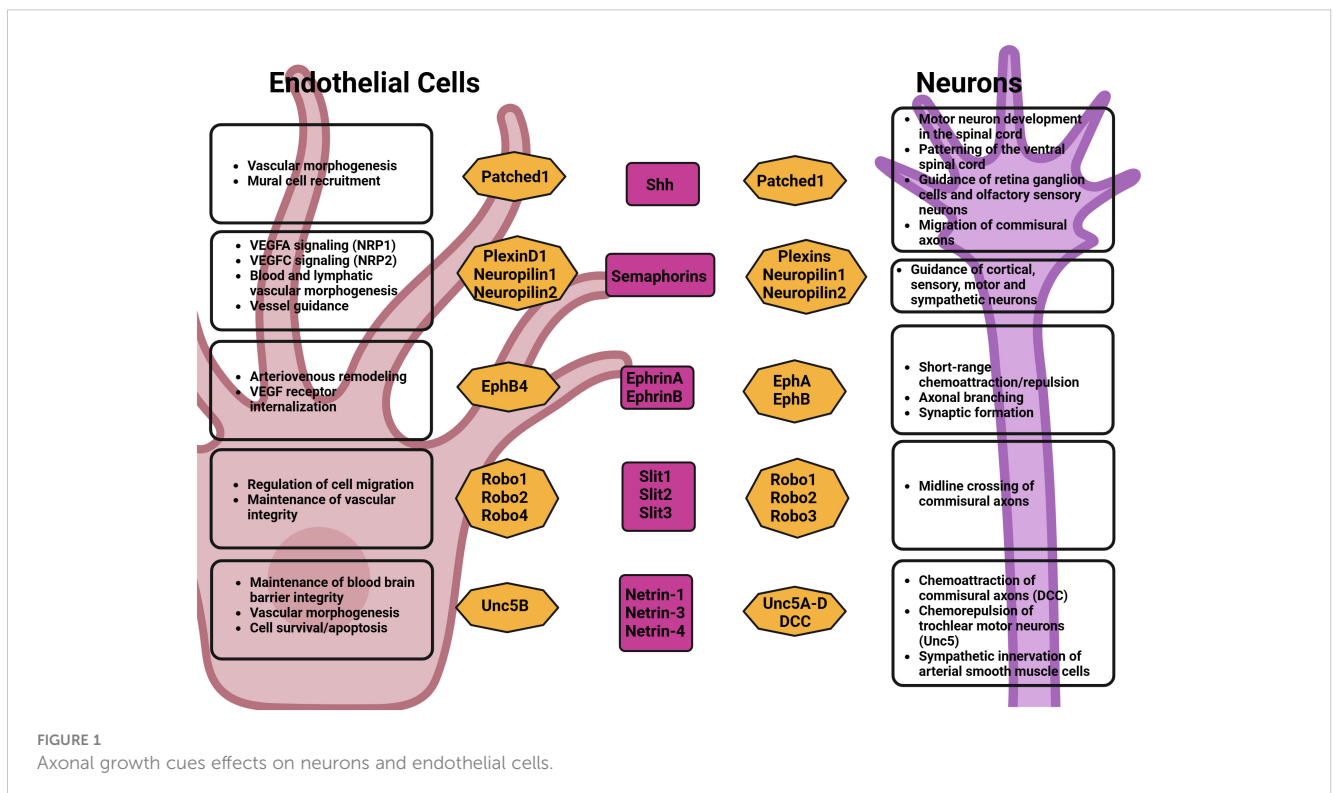 Endothelial Cells
Neurons
• Vascular morphogenesis
• Mural cell recruitment
Patched1
Shh
Patched1
• Motor neuron development
in the spinal cord
• Patterning of the ventral
spinal cord
• Guidance of retina ganglion
cells and olfactory sensory
neurons
• Migration of commisural
axons
• VEGFA signaling (NRP1)
• VEGFC signaling (NRP2)
• Blood and lymphatic
vascular morphogenesis
• Vessel guidance
PlexinD1
Neuropilin1
Neuropilin2
Semaphorins
Plexins
Neuropilin1
Neuropilin2
• Guidance of cortical,
sensory, motor and
sympathetic neurons
• Arteriovenous remodeling
• VEGF receptor
internalization
EphB4
EphrinA
EphrinB
EphA
EphB
• Short-range
chemoattraction/repulsion
• Axonal branching
• Synaptic formation
• Regulation of cell migration
• Maintenance of vascular
integrity
Robo1
Robo2
Robo4
Slit1
Slit2
Slit3
Robo1
Robo2
Robo3
• Midline crossing of
commisural axons
• Maintenance of blood brain
barrier integrity
• Vascular morphogenesis
• Cell survival/apoptosis
Unc5B
Netrin-1
Netrin-3
Netrin-4
Unc5A-D
DCC
• Chemoattraction of
commisural axons (DCC)
• Chemorepulsion of
trochlear motor neurons
(Unc5)
• Sympathetic innervation of
arterial smooth muscle cells
FIGURE 1
Axonal growth cues effects on neurons and endothelial cells.